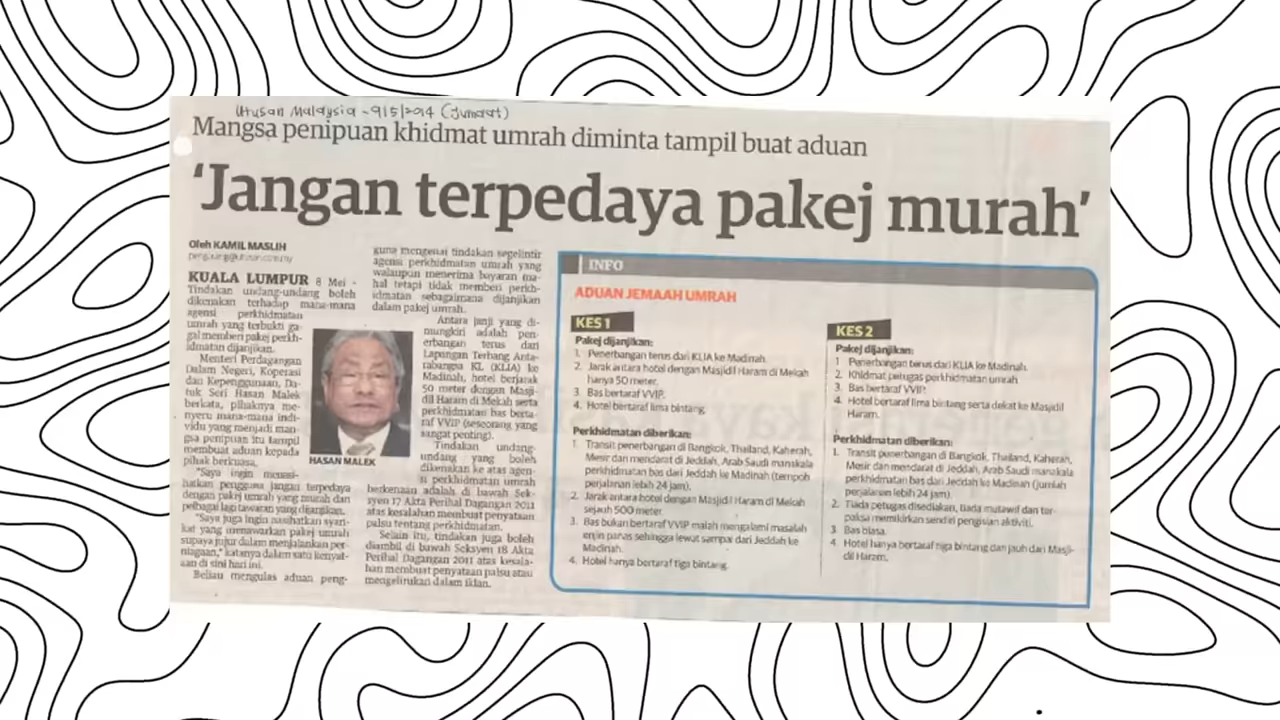 Utusan Malaysia - 9/5/2014 (Jumaat)
Mangsa penipuan khidmat umrah diminta tampil buat aduan
'Jangan terpedaya pakej murah'
Oleh KAMIL MASLIH
pengarang@utusan.com.my
KUALA LUMPUR 8 Mei -
Tindakan undang-undang boleh
dikenakan terhadap mana-mana
agensi perkhidmatan
umrah yang terbukti ga-
gal memberi pakej perkh-
idmatan dijanjikan.
Menteri Perdagangan
Dalam Negeri, Koperasi
dan Kepenggunaan, Da-
tuk Seri Hasan Malek
berkata, pihaknya me-
nyeru mana-mana indi-
vidu yang menjadi man-
gsa penipuan itu tampil
membuat aduan kepada
pihak berkuasa.
"Saya ingin menasi-
hatkan pengguna jangan terpedaya
dengan pakej umrah yang murah dan
pelbagai lagi tawaran yang dijanjikan.
"Saya juga ingin nasihatkan syari-
kat yang menawarkan pakej umrah
supaya jujur dalam menjalankan per-
niagaan," katanya dalam satu kenyat-
aan di sini hari ini.
Beliau mengulas aduan peng-
HASAN MALEK
guna mengenai tindakan segelintir
agensi perkhidmatan umrah yang
walaupun menerima bayaran ma-
hal tetapi tidak memberi perkh-
idmatan sebagaimana dijanjikan
dalam pakej umrah.
Antara janji yang di-
mungkiri adalah pen-
erbangan terus dari
Lapangan Terbang Anta-
rabangsa KL (KLIA) ke
Madinah, hotel berjarak
50 meter dengan Masji-
dil Haram di Mekah serta
perkhidmatan bas berta-
raf VVIP (seseorang yang
sangat penting).
Tindakan undang-
undang yang boleh
dikenakan ke atas agen-
si perkhidmatan umrah
berkenaan adalah di bawah Sek-
syen 17 Akta Perihal Dagangan 2011
atas kesalahan membuat penyataan
palsu tentang perkhidmatan.
Selain itu, tindakan juga boleh
diambil di bawah Seksyen 18 Akta
Perihal Dagangan 2011 atas kesala-
han membuat penyataan palsu atau
mengelirukan dalam iklan.
INFO
ADUAN JEMAAH UMRAH
KES 1
Pakej dijanjikan:
1. Penerbangan terus dari KLIA ke Madinah.
2. Jarak antara hotel dengan Masjid Haram di Mekah
hanya 50 meter.
3. Bas bertaraf VVIP.
4. Hotel bertaraf lima bintang.
Perkhidmatan diberikan:
1. Transit penerbangan di Bangkok, Thailand, Kaherah,
Mesir dan mendarat di Jeddah, Arab Saudi manakala
perkhidmatan bas dari Jeddah ke Madinah (tempoh
perjalanan lebih 24 jam).
2. Jarak antara hotel dengan Masjid Haram di Mekah
sejauh 500 meter.
3. Bas bukan bertaraf VVIP malah mengalami masalah
enjin panas sehingga lewat sampai dari Jeddah ke
Madinah.
4. Hotel hanya bertaraf tiga bintang.
KES 2
Pakej dijanjikan:
1 Penerbangan terus dari KLIA ke Madinah.
2. Khidmat petugas perkhidmatan umrah.
3. Bas bertaraf VVIP.
4. Hotel bertaraf lima bintang serta dekat ke Masjidil
Haram.
Perkhidmatan diberikan:
1. Transit penerbangan di Bangkok, Thailand, Kaherah,
Mesir dan mendarat di Jeddah, Arab Saudi manakala
perkhidmatan bas dari Jeddah ke Madinah (jumlah
perjalanan lebih 24 jam).
2. Tiada petugas disediakan, tiada mutawif dan ter-
paksa memikirkan sendiri pengisian aktiviti.
3. Bas biasa.
4. Hotel hanya bertaraf tiga bintang dan jauh dari Masji-
dil Haram.